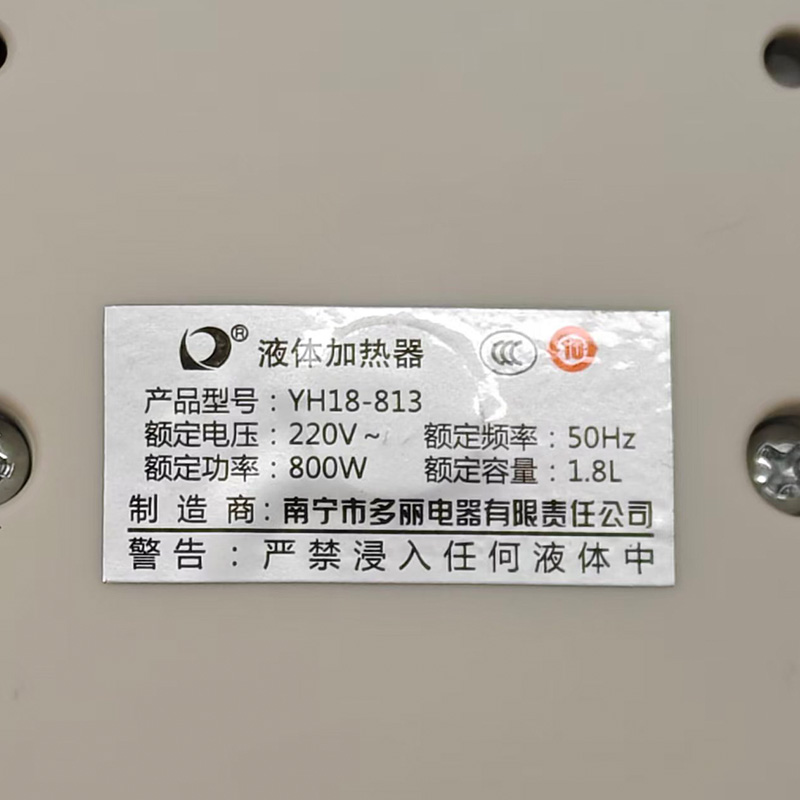 ® 液体加热器 CCC 10
产品型号：YH18-813
额定电压：220V～ 额定频率：50Hz
额定功率：800W 额定容量：1.8L
制造商：南宁市多丽电器有限责任公司
警告：严禁浸入任何液体中